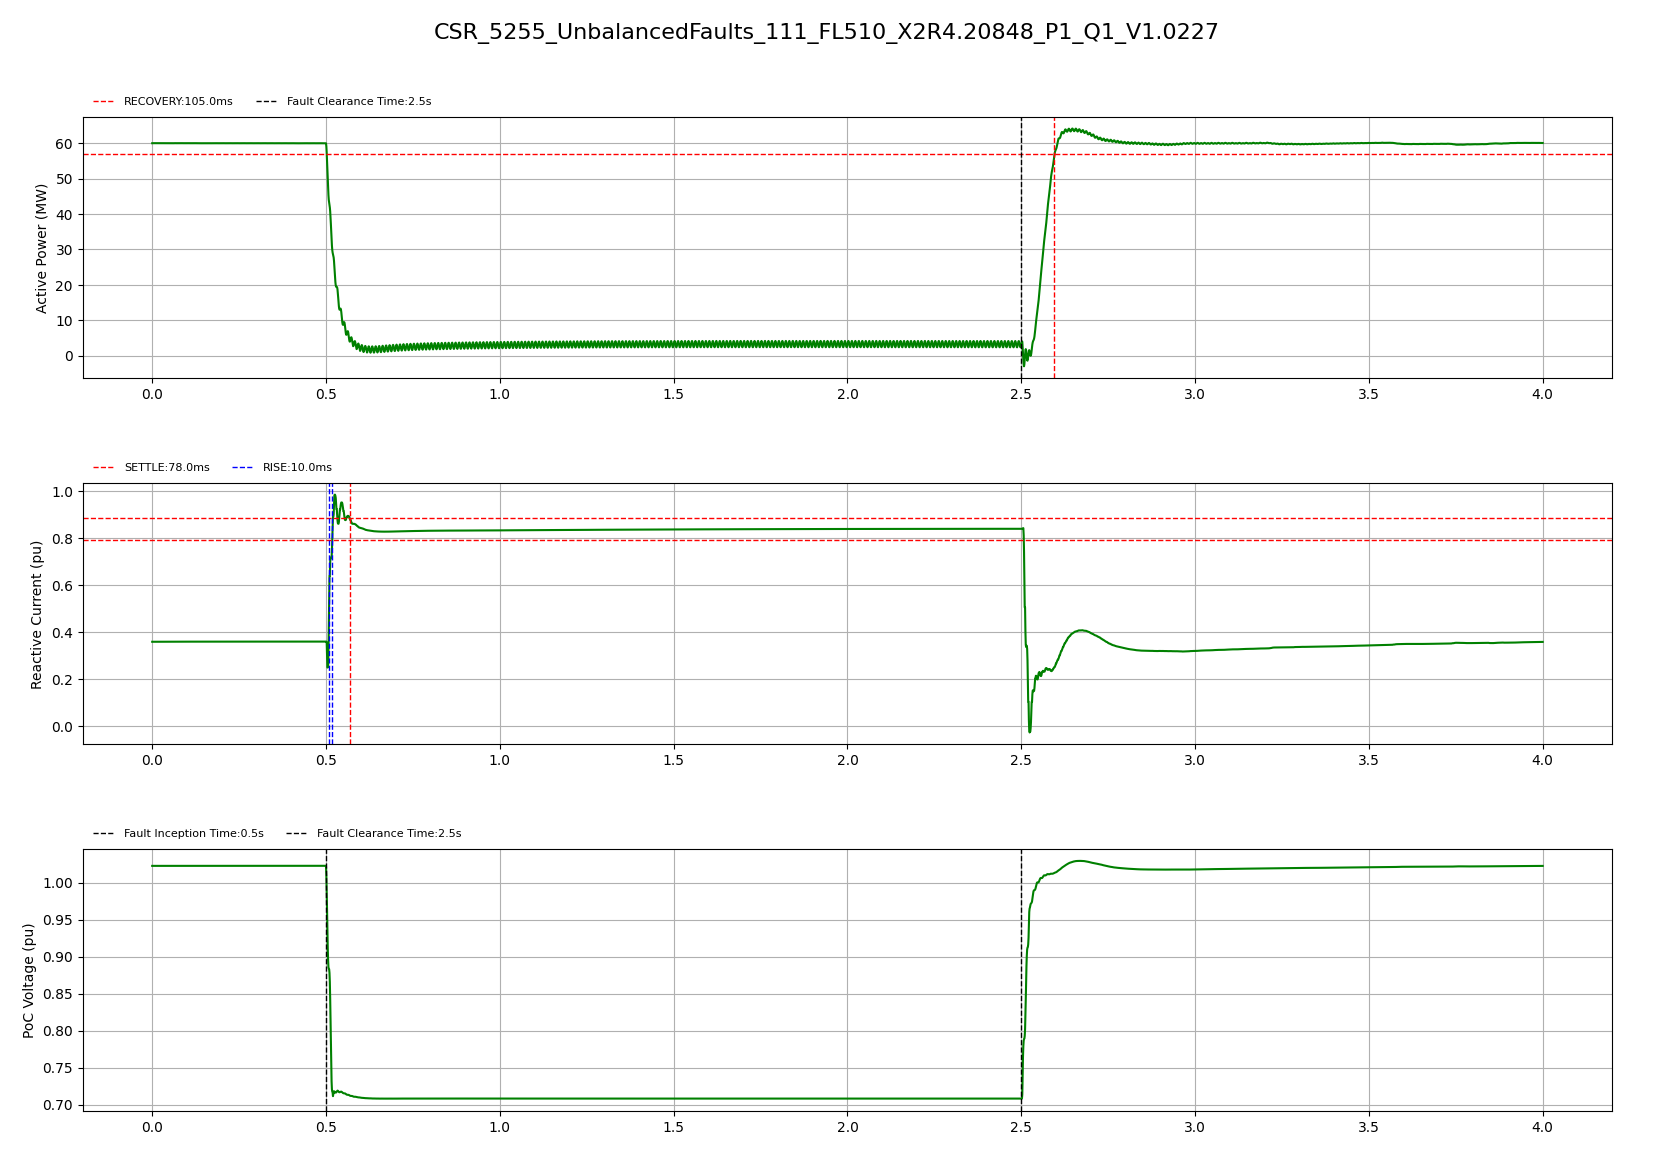 CSR_5255_UnbalancedFaults_111_FL510_X2R4.20848_P1_Q1_V1.0227
RECOVERY:105.0ms Fault Clearance Time:2.5s
Active Power (MW)
60
50
40
30
20
10
0
0.0 0.5 1.0 1.5 2.0 2.5 3.0 3.5 4.0
SETTLE:78.0ms RISE:10.0ms
Reactive Current (pu)
1.0
0.8
0.6
0.4
0.2
0.0
0.0 0.5 1.0 1.5 2.0 2.5 3.0 3.5 4.0
Fault Inception Time:0.5s Fault Clearance Time:2.5s
PoC Voltage (pu)
1.00
0.95
0.90
0.85
0.80
0.75
0.70
0.0 0.5 1.0 1.5 2.0 2.5 3.0 3.5 4.0